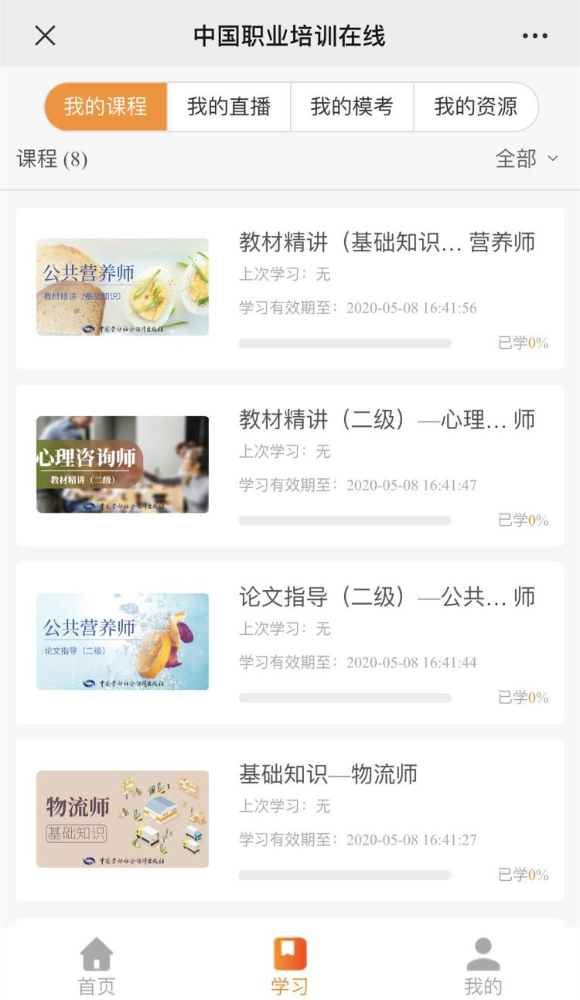 中国职业培训在线
我的课程 我的直播 我的模考 我的资源
课程 (8) 全部
公共营养师
教材精讲（基础知识）
中国劳动社会保障出版社
教材精讲（基础知识… 营养师
上次学习：无
学习有效期至：2020-05-08 16:41:56
已学0%
心理咨询师
教材精讲（二级）
中国劳动社会保障出版社
教材精讲（二级）—心理… 师
上次学习：无
学习有效期至：2020-05-08 16:41:47
已学0%
公共营养师
论文指导（二级）
中国劳动社会保障出版社
论文指导（二级）—公共… 师
上次学习：无
学习有效期至：2020-05-08 16:41:44
已学0%
物流师
基础知识
中国劳动社会保障出版社
基础知识—物流师
上次学习：无
学习有效期至：2020-05-08 16:41:27
已学0%
首页 学习 我的